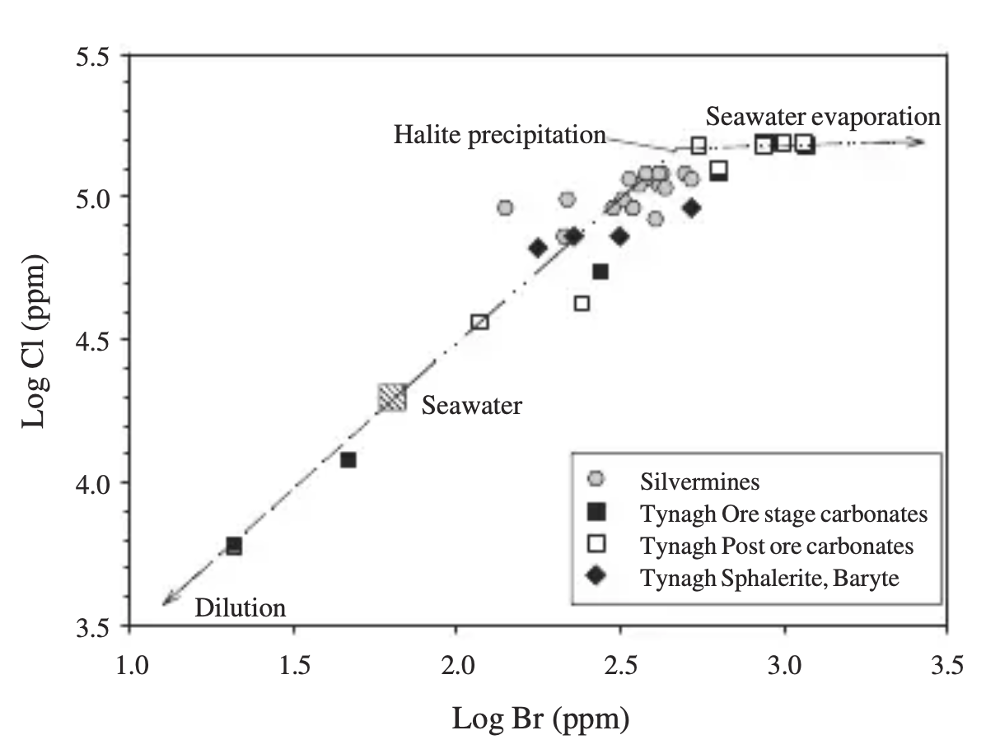 5.5
Seawater evaporation
Halite precipitation
5.0
Log Cl (ppm)
4.5
Seawater
4.0
Silvermines
Tynagh Ore stage carbonates
Tynagh Post ore carbonates
Tynagh Sphalerite, Baryte
Dilution
3.5
1.0 1.5 2.0 2.5 3.0 3.5
Log Br (ppm)